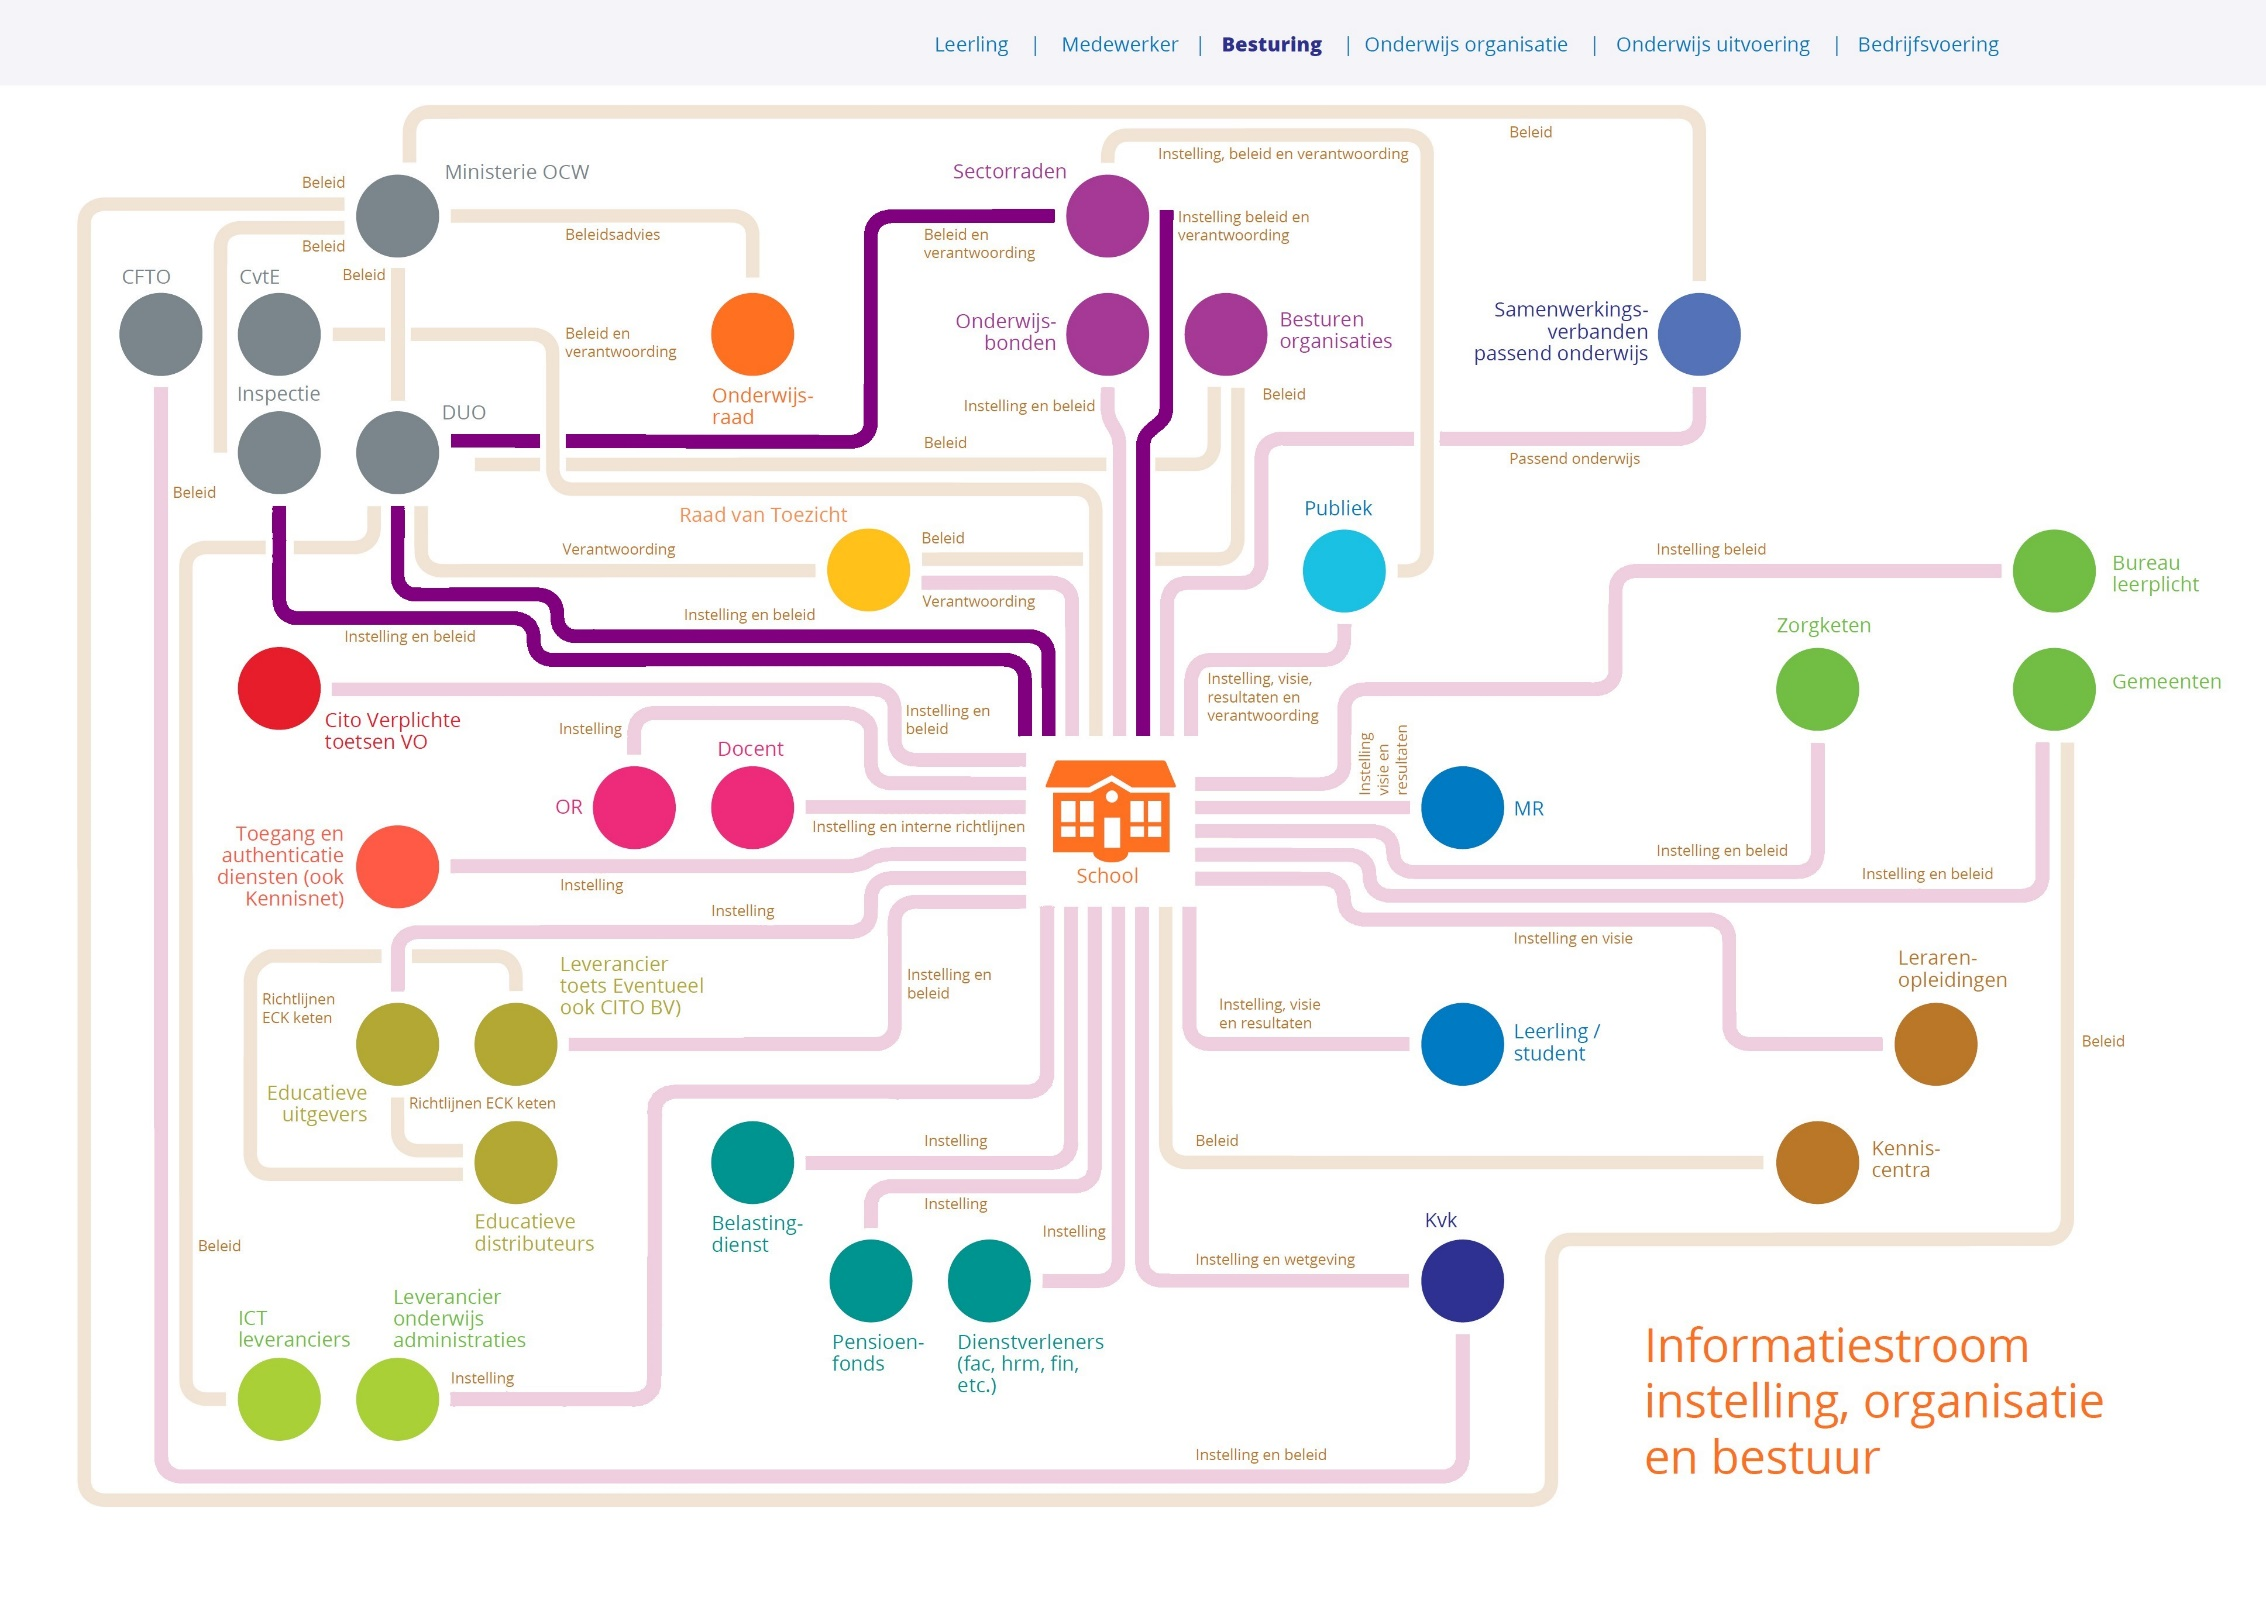 Leerling | Medewerker | Besturing | Onderwijs organisatie | Onderwijs uitvoering | Bedrijfsvoering
Beleid
Instelling, beleid en verantwoording
Ministerie OCW
Sectorraden
Beleid
Beleid
Beleidsadvies
Beleid en
verantwoording
Instelling beleid en
verantwoording
CFTO
CvtE
Beleid
Beleid en
verantwoording
Onderwijs-
raad
Onderwijs-
bonden
Besturen
organisaties
Samenwerkings-
verbanden
passend onderwijs
Inspectie
DUO
Instelling en beleid
Beleid
Beleid
Passend onderwijs
Beleid
Raad van Toezicht
Publiek
Verantwoording
Beleid
Verantwoording
Instelling beleid
Bureau
leerplicht
Instelling en beleid
Instelling en beleid
Zorgketen
Gemeenten
Cito Verplichte
toetsen VO
Instelling en
beleid
Instelling, visie,
resultaten en
verantwoording
Instelling
Docent
OR
Instelling en interne richtlijnen
Instelling
visie en
resultaten
MR
Toegang en
authenticatie
diensten (ook
Kennisnet)
Instelling
School
Instelling en beleid
Instelling en beleid
Instelling
Instelling en visie
Leverancier
toets Eventueel
ook CITO BV)
Instelling en
beleid
Richtlijnen
ECK keten
Instelling, visie
en resultaten
Leerling /
student
Leraren-
opleidingen
Beleid
Educatieve
uitgevers
Richtlijnen ECK keten
Instelling
Beleid
Kennis-
centra
Educatieve
distributeurs
Belasting-
dienst
Instelling
Instelling
Kvk
Beleid
Instelling en wetgeving
ICT
leveranciers
Leverancier
onderwijs
administraties
Pensioen-
fonds
Dienstverleners
(fac, hrm, fin,
etc.)
Instelling
Instelling en beleid
Informatiestroom
instelling, organisatie
en bestuur